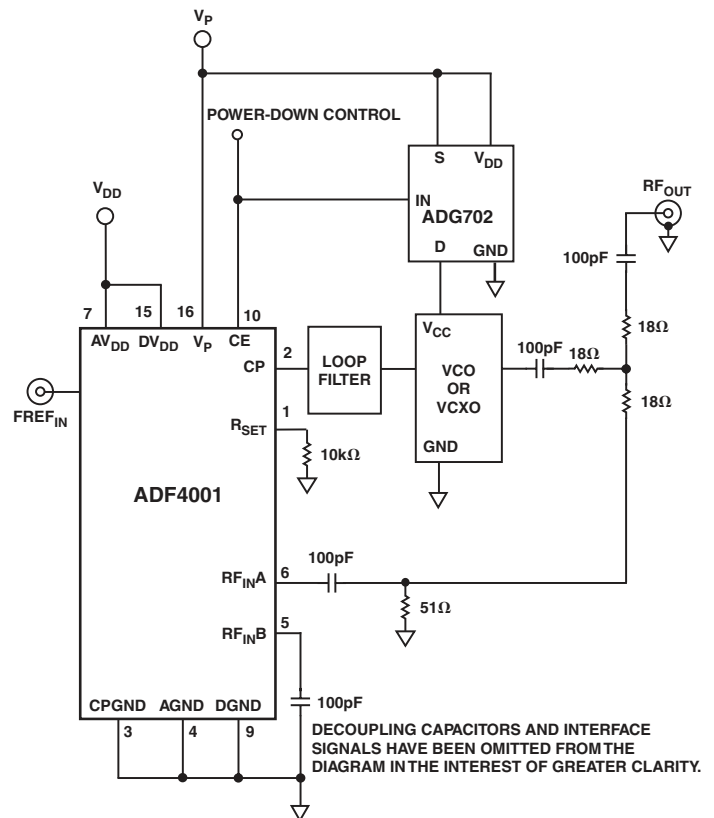 VP
POWER-DOWN CONTROL
VDD
S VDD
IN
ADG702
D GND
RFOUT
100pF
18Ω
7 15 16 10
AVDD DVDD VP CE
2
CP
LOOP
FILTER
VCC
VCO
OR
VCXO
GND
100pF
18Ω
18Ω
FREFIN
1
RSET
10kΩ
ADF4001
100pF
6
RFINA
51Ω
5
RFINB
100pF
CPGND AGND DGND
3 4 9
DECOUPLING CAPACITORS AND INTERFACE
SIGNALS HAVE BEEN OMITTED FROM THE
DIAGRAM IN THE INTEREST OF GREATER CLARITY.